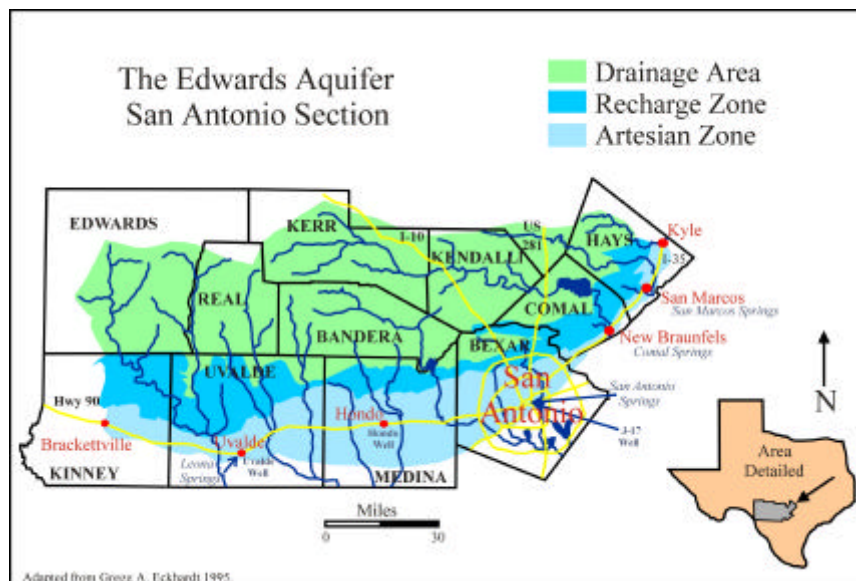 The Edwards Aquifer
San Antonio Section
Drainage Area
Recharge Zone
Artesian Zone
EDWARDS
KERR
I-10
US
281
KENDALLI
HAYS
Kyle
I-35
REAL
COMAL
San Marcos
San Marcos Springs
BANDERA
BEXAR
New Braunfels
Comal Springs
UVALDE
San
Antonio
San Antonio
Springs
Hwy 90
Hondo
Hondo
Well
J-17
Well
N
Brackettville
Uvalde
Uvalde
Well
Leona
Springs
KINNEY
MEDINA
Area
Detailed
Miles
0
30
Adapted from Gregg A. Eckhardt 1995.